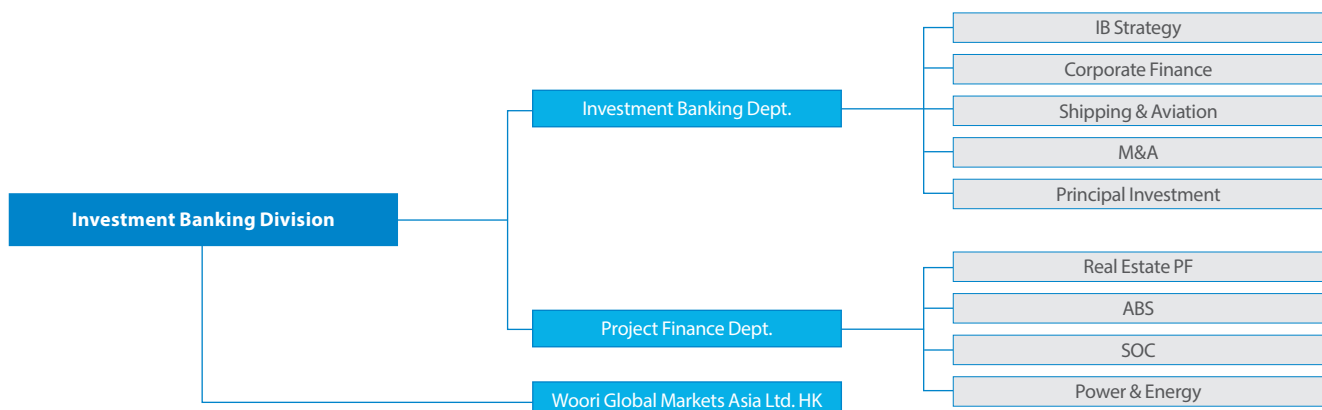 Investment Banking Division
Investment Banking Dept.
IB Strategy
Corporate Finance
Shipping & Aviation
M&A
Principal Investment
Project Finance Dept.
Real Estate PF
ABS
SOC
Power & Energy
Woori Global Markets Asia Ltd. HK